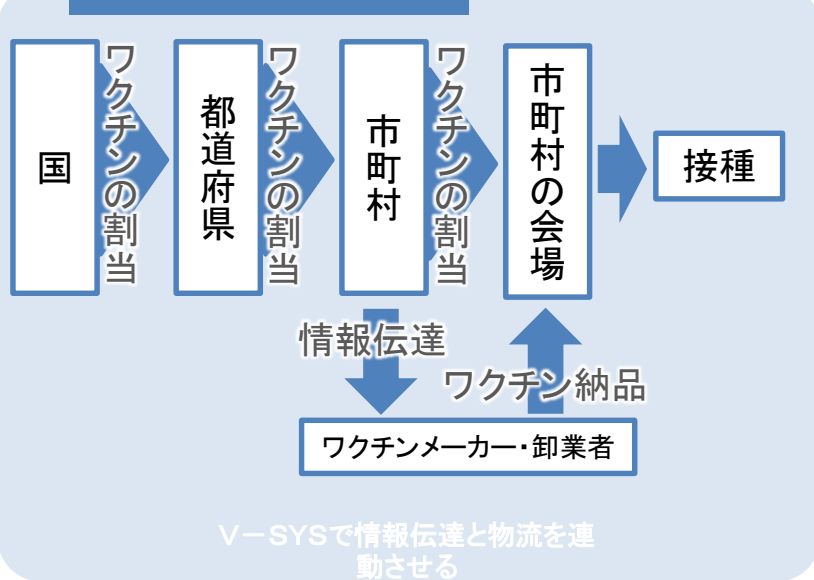 国
ワクチンの割当
都道府県
ワクチンの割当
市町村
ワクチンの割当
市町村の会場
接種
情報伝達
ワクチン納品
ワクチンメーカー・卸業者
V－SYSで情報伝達と物流を連
動させる